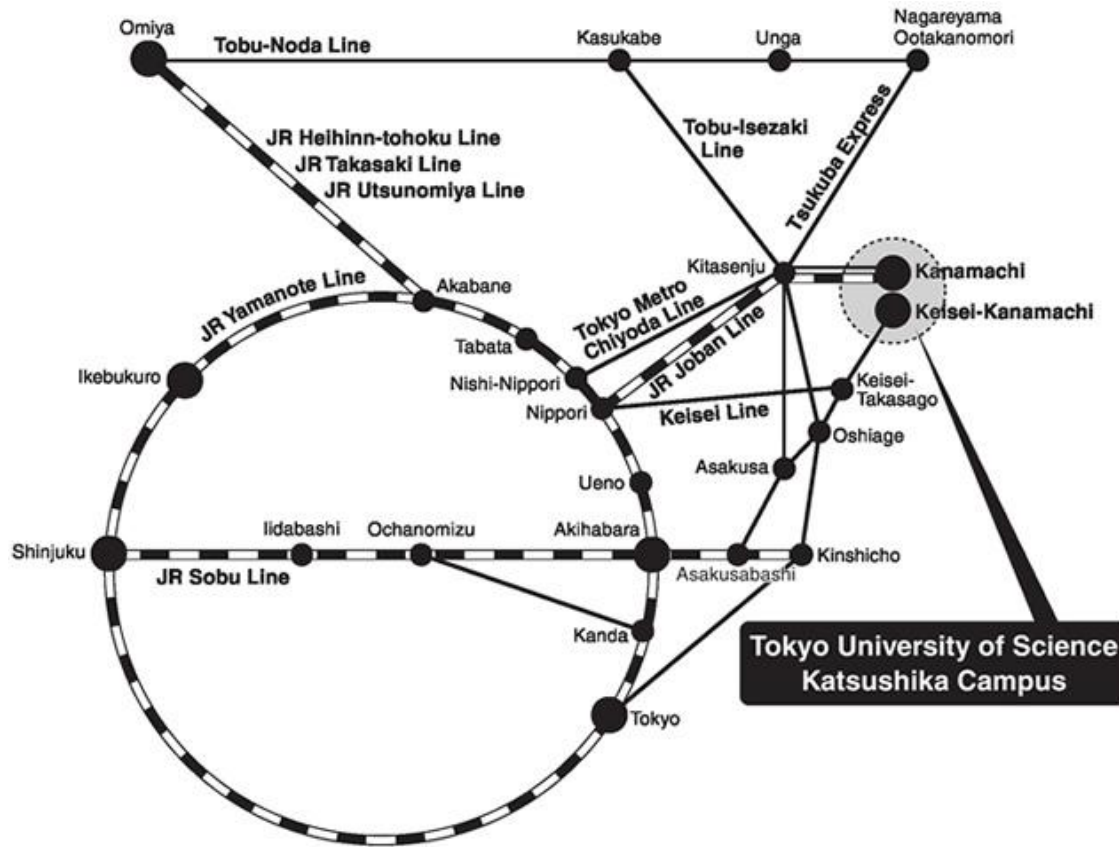 Omiya
Tobu-Noda Line
Kasukabe
Unga
Nagareyama
Ootakanomori
JR Heihinn-tohoku Line
JR Takasaki Line
JR Utsunomiya Line
Tobu-Isezaki
Line
Tsukuba Express
Kitasenju
Kanamachi
Keisei-Kanamachi
JR Yamanote Line
Akabane
Tokyo Metro
Chiyoda Line
JR Joban Line
Tabata
Ikebukuro
Nishi-Nippori
Nippori
Keisei Line
Keisei-
Takasago
Oshiage
Asakusa
Ueno
Shinjuku
Iidabashi
Ochanomizu
Akihabara
JR Sobu Line
Asakusabashi
Kinshicho
Kanda
Tokyo
Tokyo University of Science
Katsushika Campus